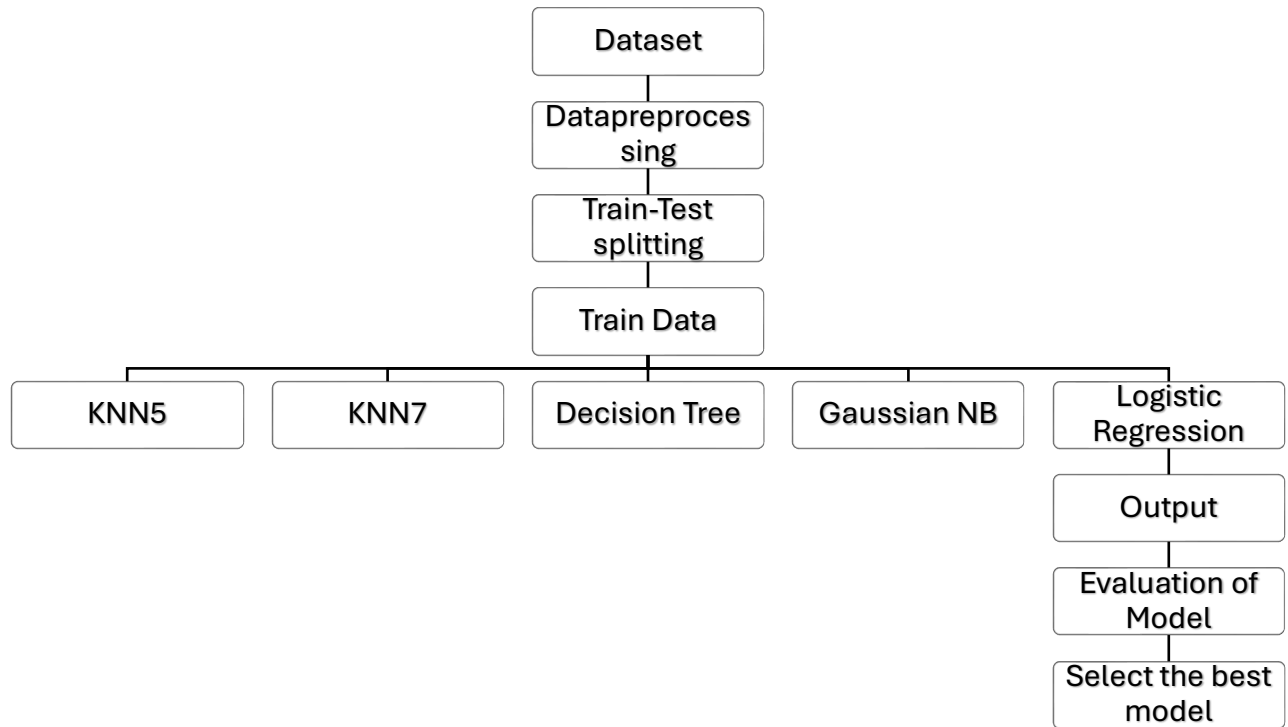 Dataset
Datapreproces
sing
Train-Test
splitting
Train Data
KNN5
KNN7
Decision Tree
Gaussian NB
Logistic
Regression
Output
Evaluation of
Model
Select the best
model